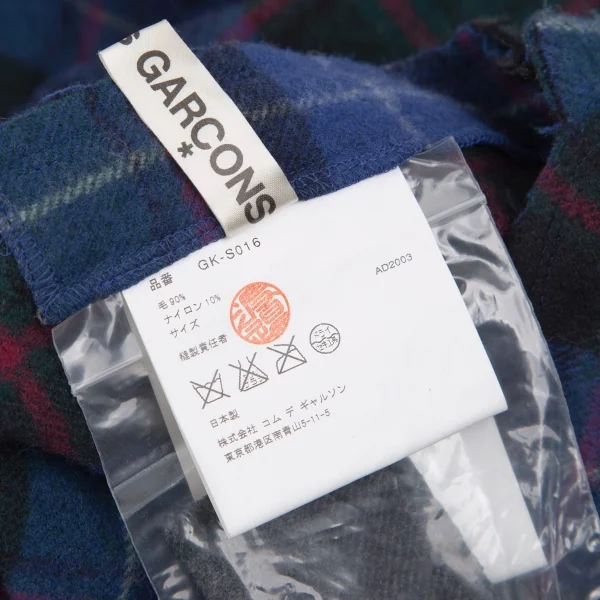 S GARCONS
*
品番 GK-S016
AD2003
毛 90%
ナイロン 10%
サイズ
縫製責任者
日本製
株式会社 コム デ ギャルソン
東京都港区南青山5-11-5